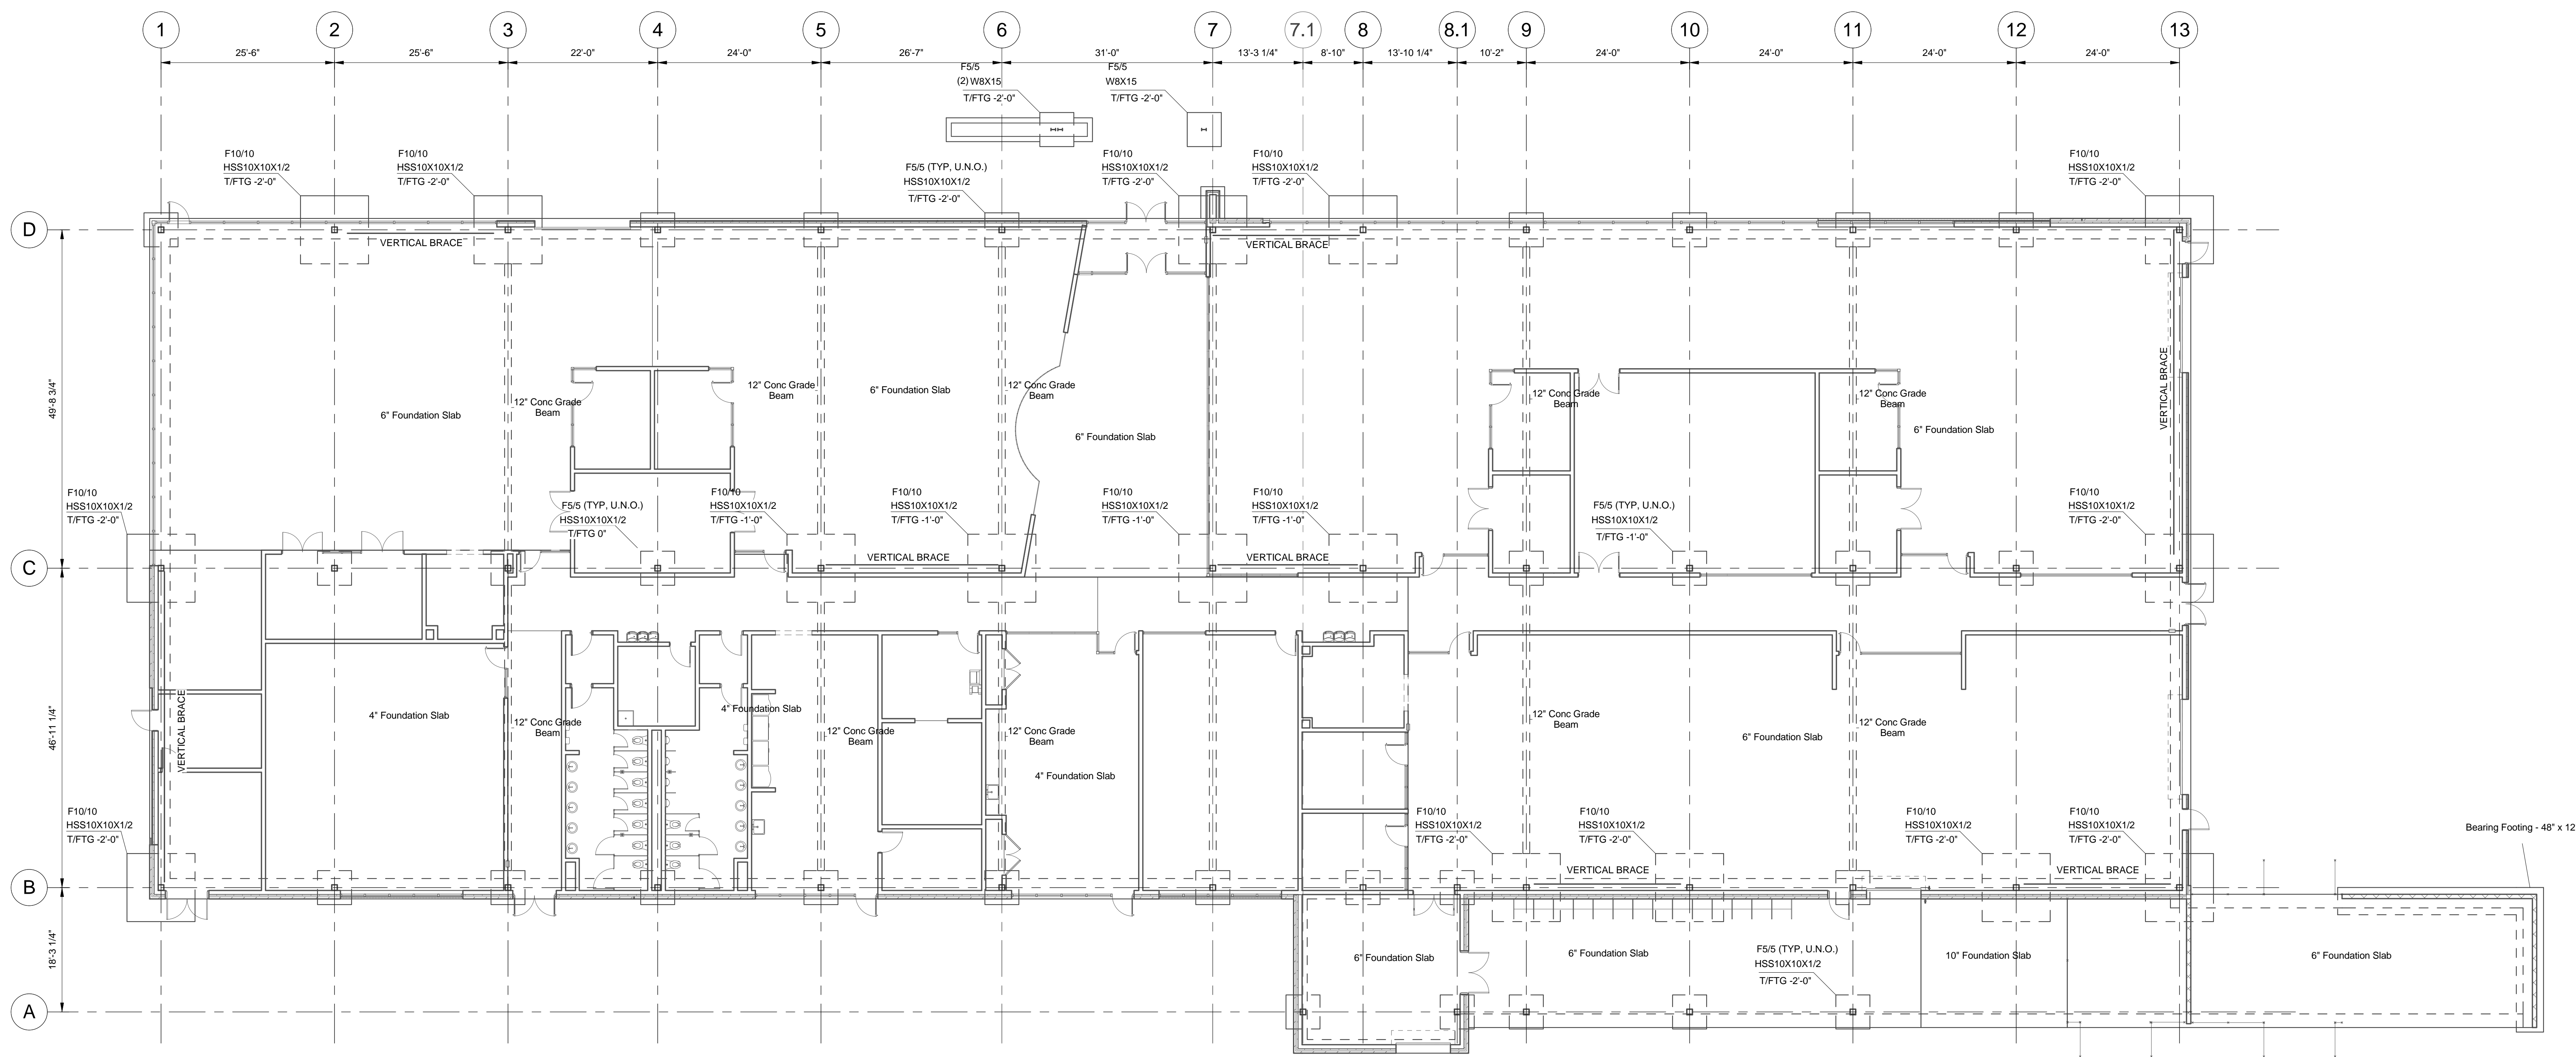 1 2 3 4 5 6 7 7.1 8 8.1 9 10 11 12 13
25'-6" 25'-6" 22'-0" 24'-0" 26'-7" 31'-0" 13'-3 1/4" 8'-10" 13'-10 1/4" 10'-2" 24'-0" 24'-0" 24'-0" 24'-0"
F5/5
(2) W8X15
T/FTG -2'-0"
F5/5
W8X15
T/FTG -2'-0"
F10/10
HSS10X10X1/2
T/FTG -2'-0"
F10/10
HSS10X10X1/2
T/FTG -2'-0"
F5/5 (TYP, U.N.O.)
HSS10X10X1/2
T/FTG -2'-0"
F10/10
HSS10X10X1/2
T/FTG -2'-0"
F10/10
HSS10X10X1/2
T/FTG -2'-0"
F10/10
HSS10X10X1/2
T/FTG -2'-0"
D
VERTICAL BRACE
VERTICAL BRACE
49'-8 3/4"
6" Foundation Slab
12" Conc Grade
Beam
12" Conc Grade
Beam
6" Foundation Slab
12" Conc Grade
Beam
6" Foundation Slab
12" Conc Grade
Beam
12" Conc Grade
Beam
6" Foundation Slab
VERTICAL BRACE
F10/10
HSS10X10X1/2
T/FTG -2'-0"
F5/5 (TYP, U.N.O.)
HSS10X10X1/2
T/FTG 0"
F10/10
HSS10X10X1/2
T/FTG -1'-0"
F10/10
HSS10X10X1/2
T/FTG -1'-0"
F10/10
HSS10X10X1/2
T/FTG -1'-0"
F10/10
HSS10X10X1/2
T/FTG -1'-0"
F5/5 (TYP, U.N.O.)
HSS10X10X1/2
T/FTG -1'-0"
F10/10
HSS10X10X1/2
T/FTG -2'-0"
C
VERTICAL BRACE
VERTICAL BRACE
46'-11 1/4"
VERTICAL BRACE
4" Foundation Slab
12" Conc Grade
Beam
4" Foundation Slab
12" Conc Grade
Beam
12" Conc Grade
Beam
4" Foundation Slab
12" Conc Grade
Beam
6" Foundation Slab
12" Conc Grade
Beam
F10/10
HSS10X10X1/2
T/FTG -2'-0"
F10/10
HSS10X10X1/2
T/FTG -2'-0"
F10/10
HSS10X10X1/2
T/FTG -2'-0"
F10/10
HSS10X10X1/2
T/FTG -2'-0"
F10/10
HSS10X10X1/2
T/FTG -2'-0"
Bearing Footing - 48" x 12
VERTICAL BRACE
VERTICAL BRACE
B
18'-3 1/4"
6" Foundation Slab
6" Foundation Slab
F5/5 (TYP, U.N.O.)
HSS10X10X1/2
T/FTG -2'-0"
10" Foundation Slab
6" Foundation Slab
A